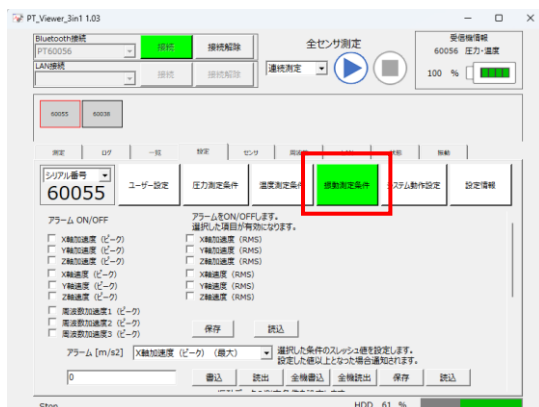 PT_Viewer_3in1 1.03
Bluetooth接続
PT60056
接続
接続解除
LAN接続
接続
接続解除
全センサ測定
連続測定
受信機情報
60056 圧力・温度
100 %
60055
60038
測定
ログ
一括
設定
センサ
周波数
状態
振動
シリアル番号
60055
ユーザー設定
圧力測定条件
温度測定条件
振動測定条件
システム動作設定
設定情報
アラーム ON/OFF
アラームをON/OFFします。
選択した項目が有効になります。
X軸加速度 (ピーク)
X軸加速度 (RMS)
Y軸加速度 (ピーク)
Y軸加速度 (RMS)
Z軸加速度 (ピーク)
Z軸加速度 (RMS)
X軸速度 (ピーク)
X軸速度 (RMS)
Y軸速度 (ピーク)
Y軸速度 (RMS)
Z軸速度 (ピーク)
Z軸速度 (RMS)
周波数加速度1 (ピーク)
周波数加速度2 (ピーク)
周波数加速度3 (ピーク)
保存
読込
アラーム [m/s2]
X軸加速度 (ピーク) (最大)
選択した条件のスレッショ値を設定します。
設定した値以上となった場合通知されます。
0
書込
読出
全機書込
全機読出
保存
読込
Stop
HDD 61 %